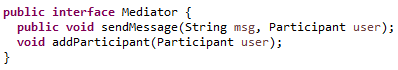 public interface Mediator {
  public void sendMessage(String msg, Participant user);
  void addParticipant(Participant user);
}